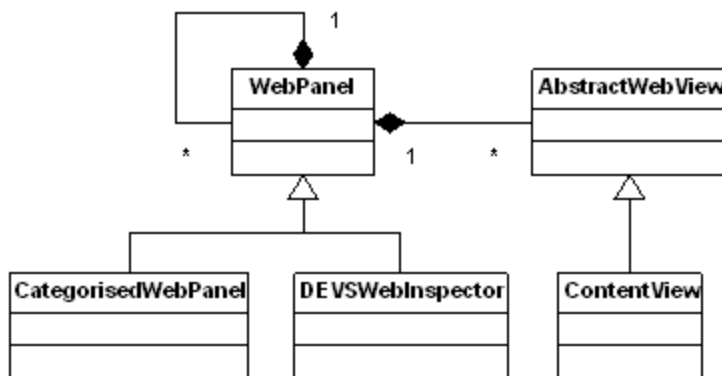 1
WebPanel
AbstractWebView
*
1
*
CategorisedWebPanel
DEVSWebInspector
ContentView